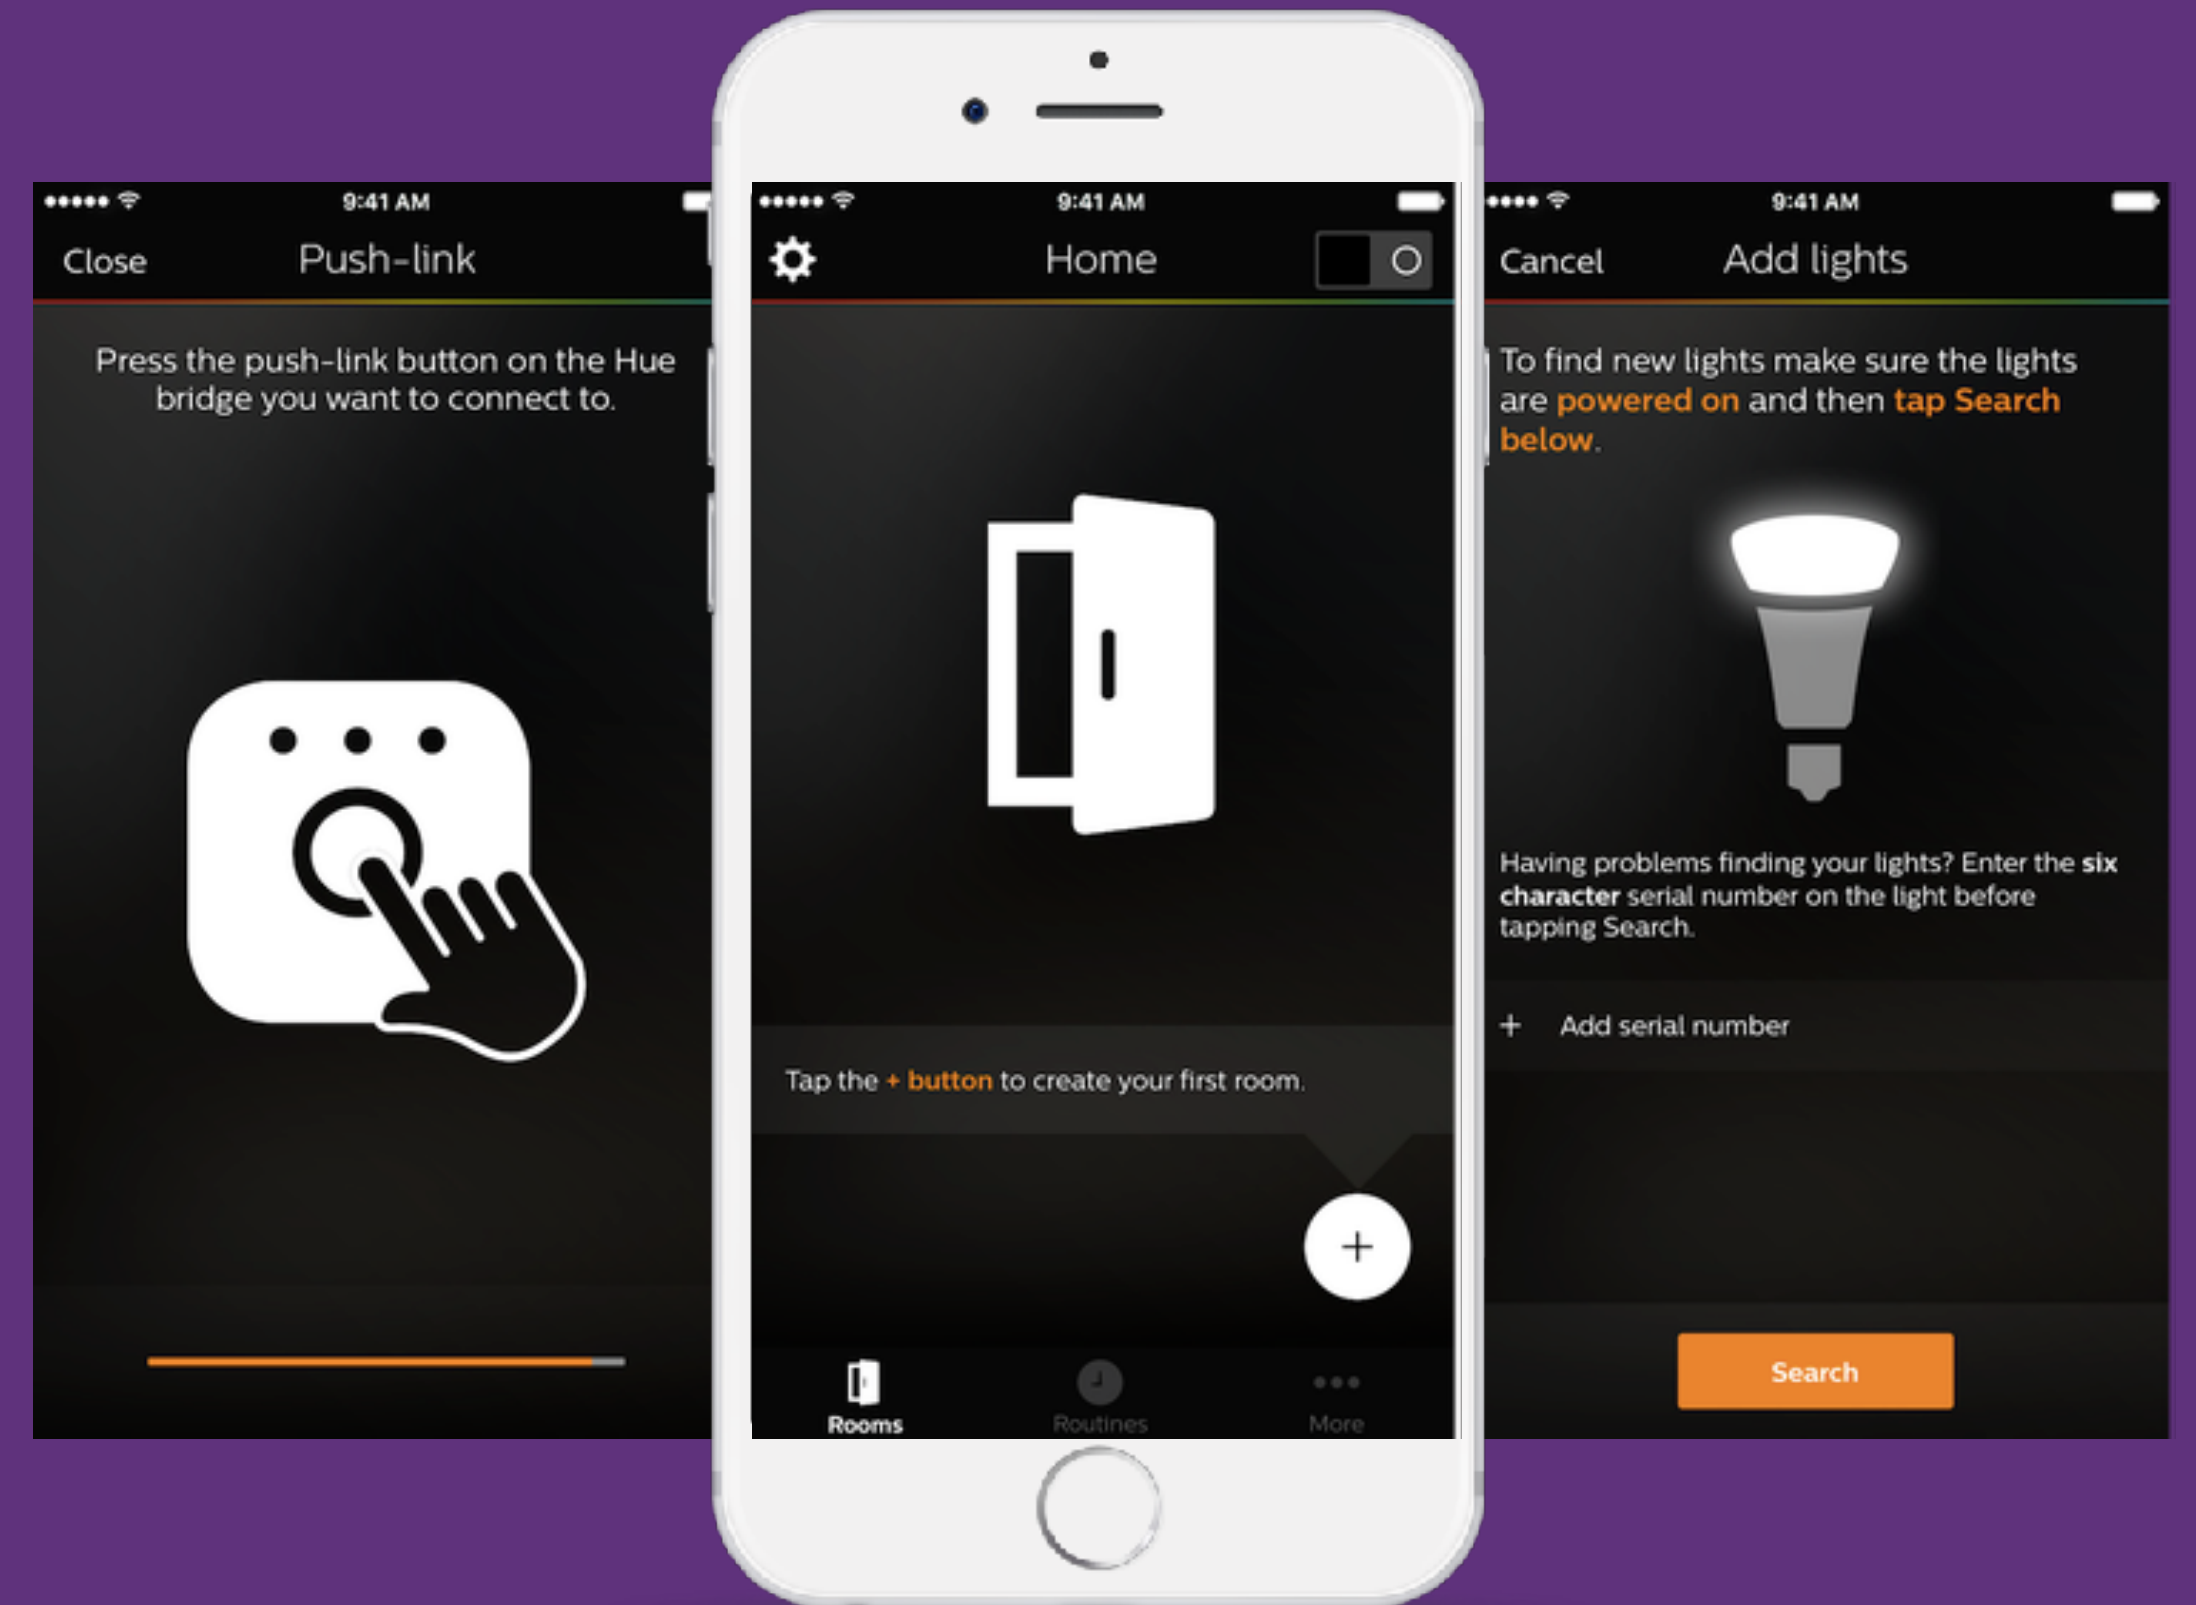 9:41 AM
Close
Push-link
Press the push-link button on the Hue
bridge you want to connect to.
9:41 AM
Home
Tap the + button to create your first room.
+
Rooms
Routines
More
9:41 AM
Cancel
Add lights
To find new lights make sure the lights
are powered on and then tap Search
below.
Having problems finding your lights? Enter the six
character serial number on the light before
tapping Search.
+ Add serial number
Search